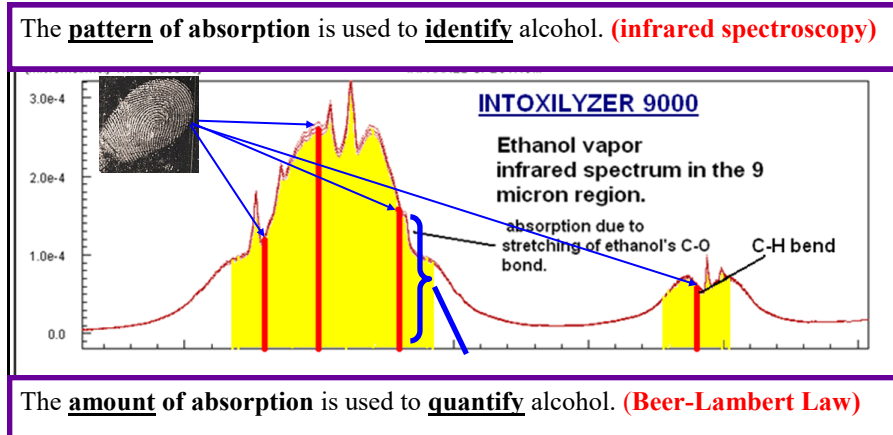 The pattern of absorption is used to identify alcohol. (infrared spectroscopy)
3.0e-4
INTOXILYZER 9000
Ethanol vapor
infrared spectrum in the 9
micron region.
2.0e-4
absorption due to
stretching of ethanol's C-O
bond.
C-H bend
1.0e-4
0.0
The amount of absorption is used to quantify alcohol. (Beer-Lambert Law)